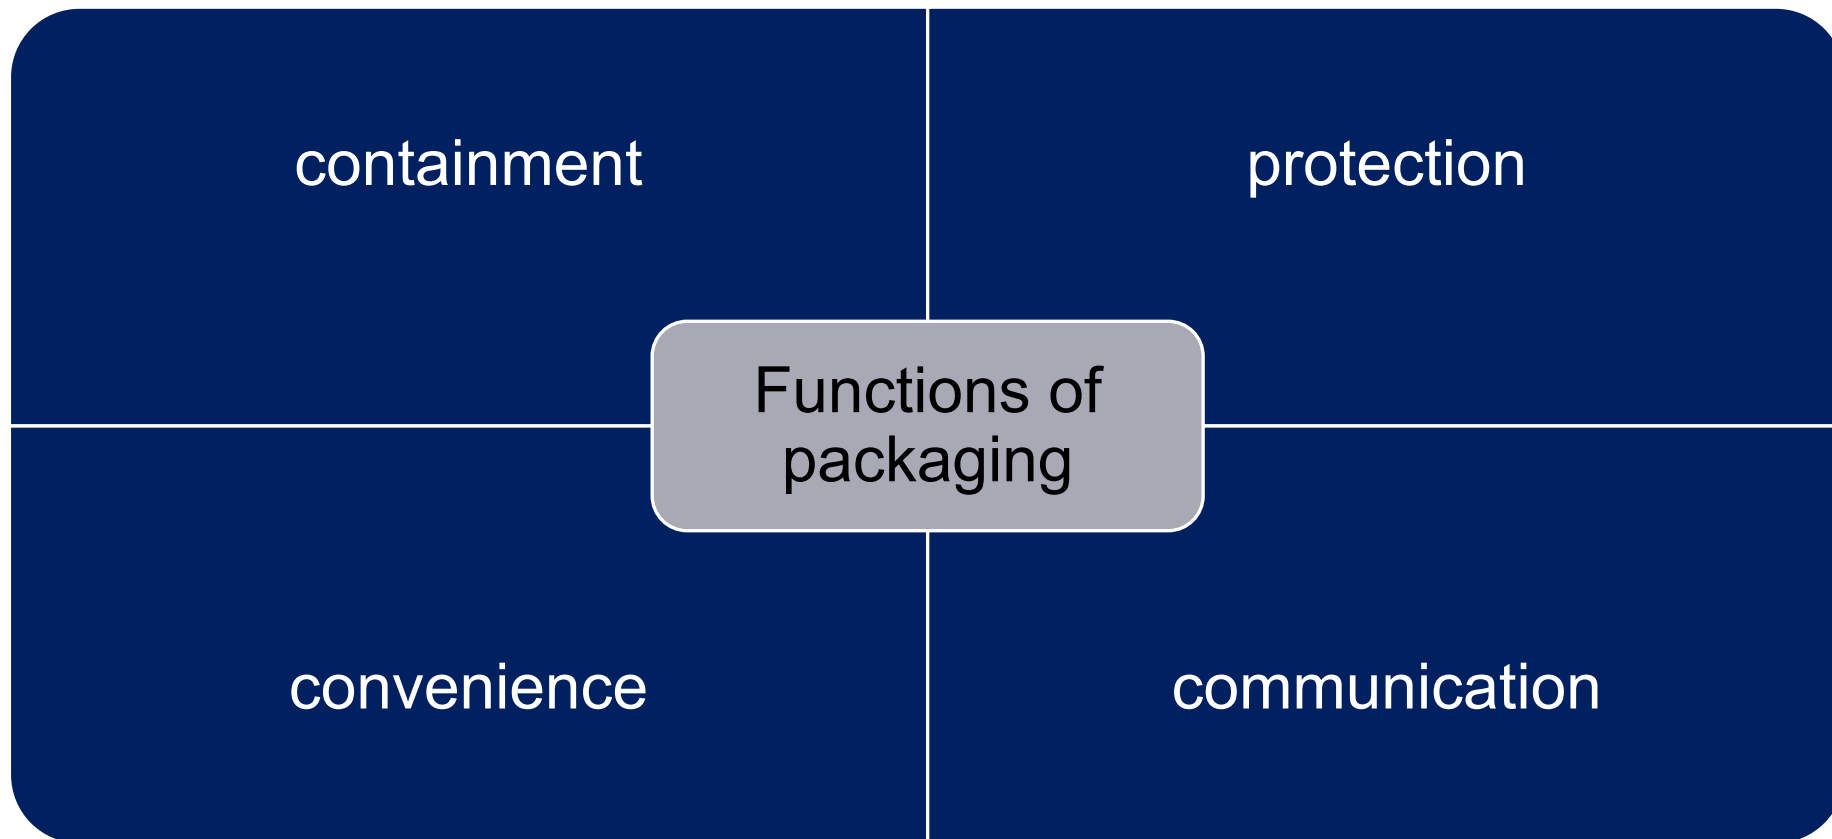 containment
protection
Functions of
packaging
convenience
communication